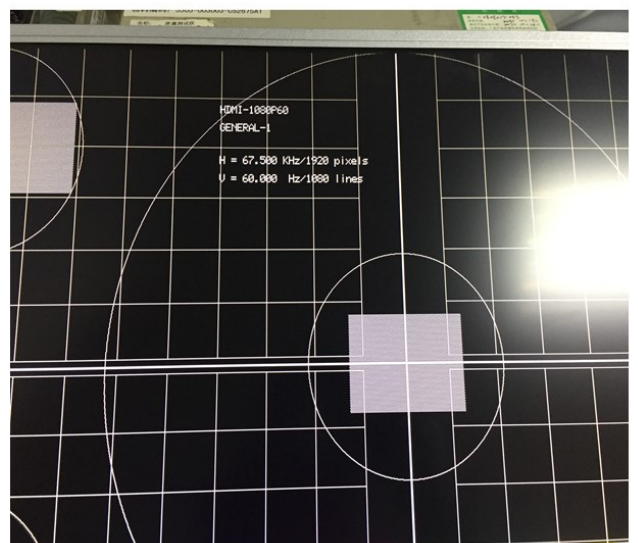 HDMI-1080P60
GENERAL-1
H = 67.500 KHz/1920 pixels
V = 60.000 Hz/1080 lines